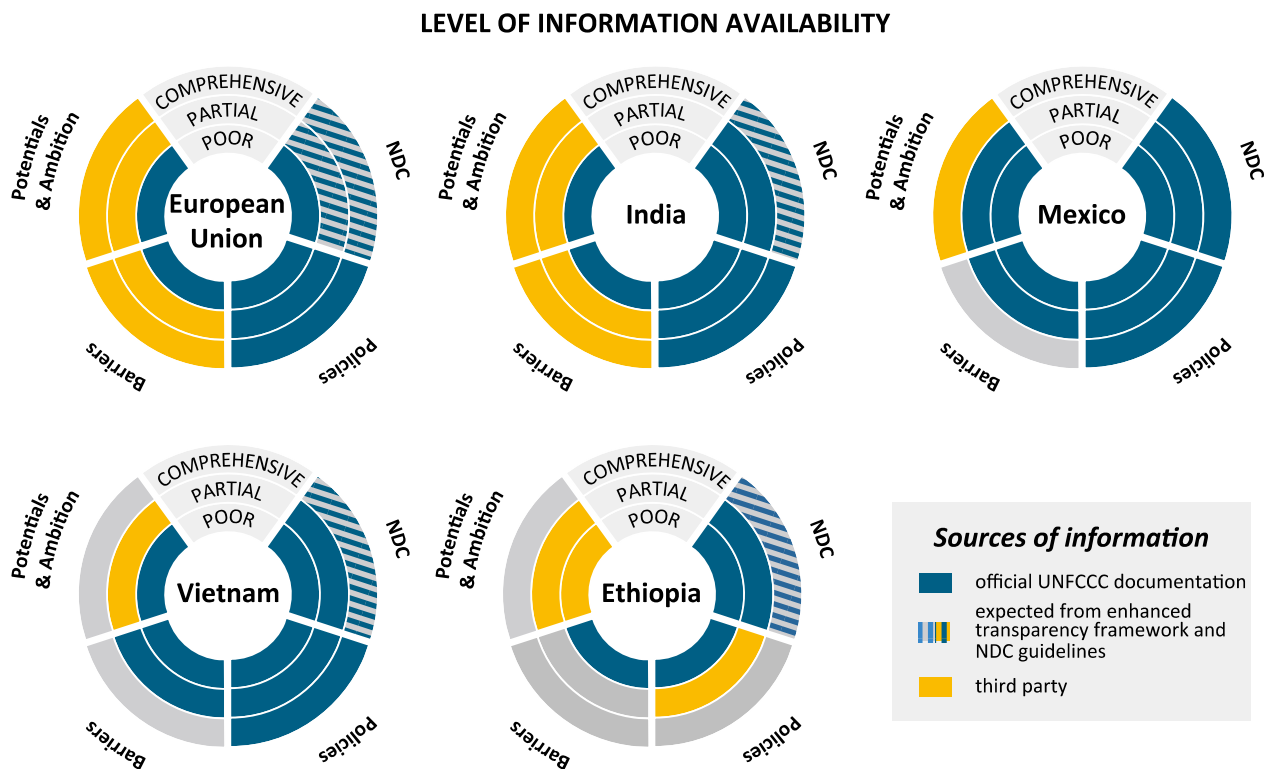 LEVEL OF INFORMATION AVAILABILITY
Potentials
& Ambition
COMPREHENSIVE
PARTIAL
POOR
NDC
European
Union
Barriers
Policies
Potentials
& Ambition
COMPREHENSIVE
PARTIAL
POOR
NDC
India
Barriers
Policies
Potentials
& Ambition
COMPREHENSIVE
PARTIAL
POOR
NDC
Mexico
Barriers
Policies
Potentials
& Ambition
COMPREHENSIVE
PARTIAL
POOR
NDC
Vietnam
Barriers
Policies
Potentials
& Ambition
COMPREHENSIVE
PARTIAL
POOR
NDC
Ethiopia
Barriers
Policies
Sources of information
official UNFCCC documentation
expected from enhanced
transparency framework and
NDC guidelines
third party